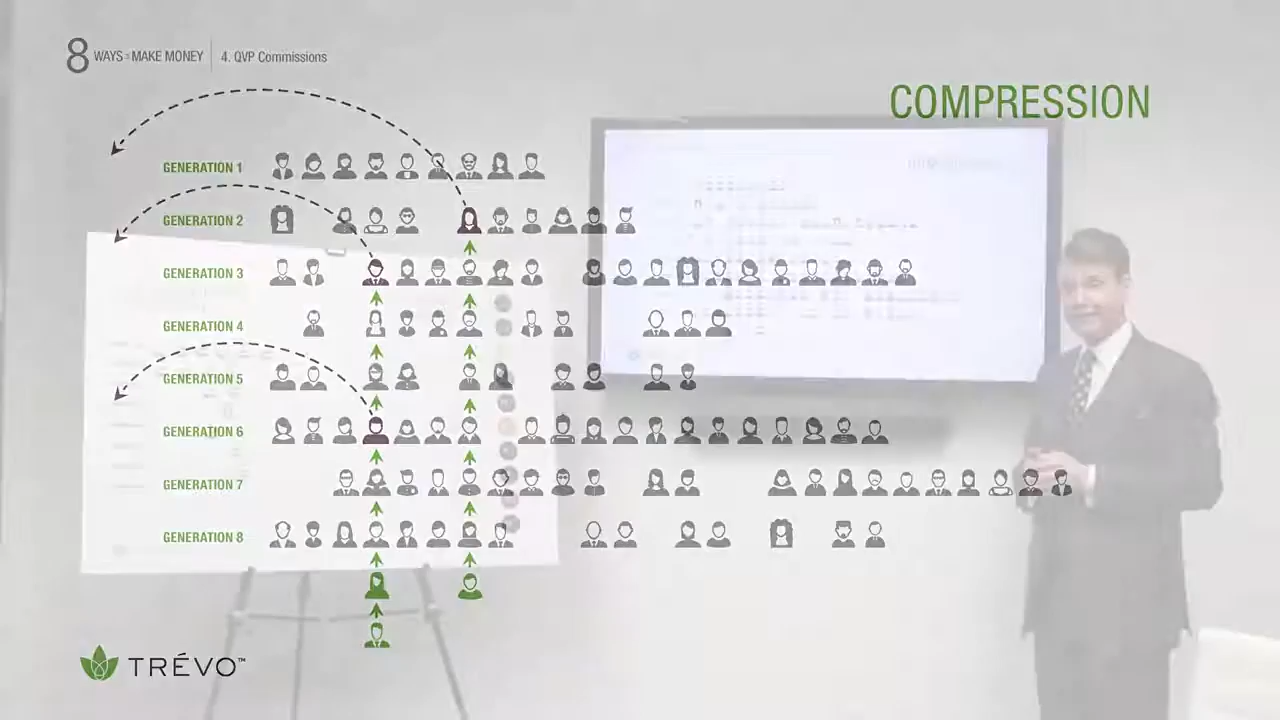 8 WAYS to MAKE MONEY | 4. QVP Commissions
COMPRESSION
GENERATION 1
GENERATION 2
GENERATION 3
GENERATION 4
GENERATION 5
GENERATION 6
GENERATION 7
GENERATION 8
TRÉVO™